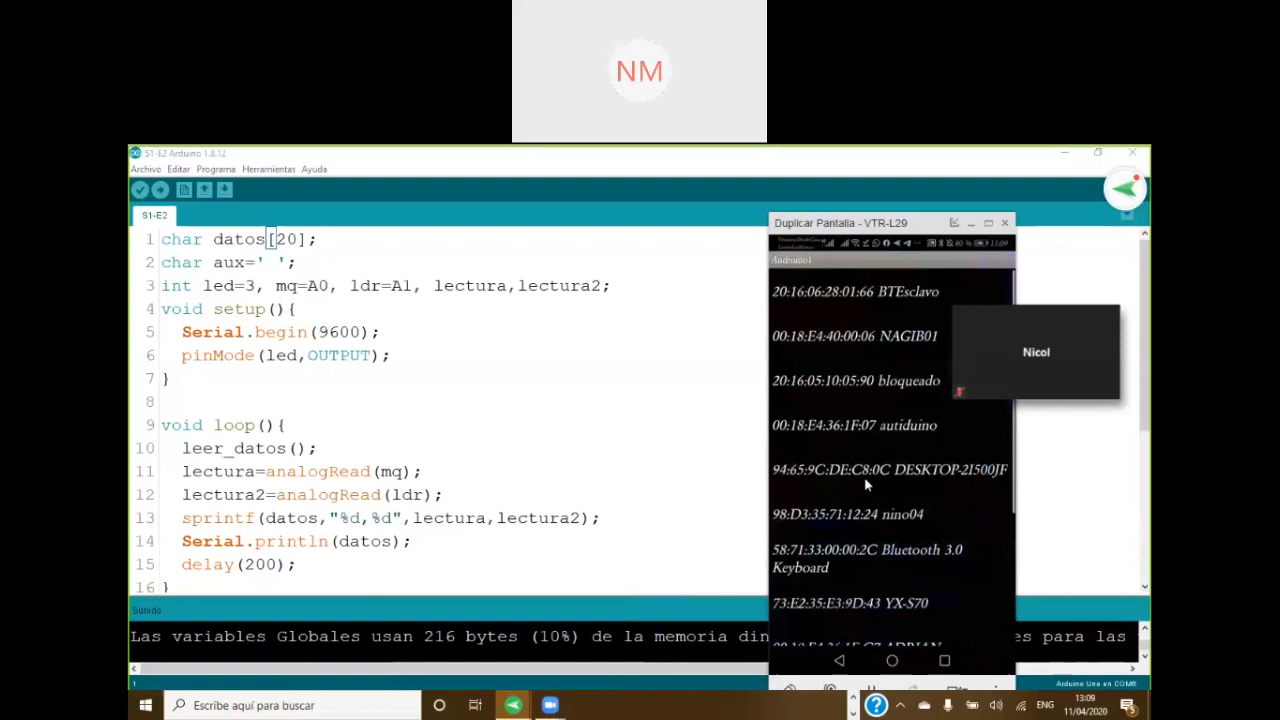 NM
S1-E2 Arduino 1.8.12
Archivo Editar Programa Herramientas Ayuda
S1-E2
1 char datos[20];
2 char aux=' ';
3 int led=3, mq=A0, ldr=A1, lectura,lectura2;
4 void setup(){
5 Serial.begin(9600);
6 pinMode(led,OUTPUT);
7 }
8
9 void loop(){
10 leer_datos();
11 lectura=analogRead(mq);
12 lectura2=analogRead(ldr);
13 sprintf(datos,"%d,%d",lectura,lectura2);
14 Serial.println(datos);
15 delay(200);
16 }
Subido
Las variables Globales usan 216 bytes (10%) de la memoria din
es para las
1
Arduino Uno en COM6
Duplicar Pantalla - VTR-L29
80 % 13:09
Androino1
20:16:06:28:01:66 BTEsclavo
00:18:E4:40:00:06 NAGIB01
20:16:05:10:05:90 bloqueado
00:18:E4:36:1F:07 autiduino
94:65:9C:DE:C8:0C DESKTOP-2I500JF
98:D3:35:71:12:24 nino04
58:71:33:00:00:2C Bluetooth 3.0
Keyboard
73:E2:35:E3:9D:43 YX-S70
Nicol
Escribe aquí para buscar
ENG
13:09
11/04/2020
5